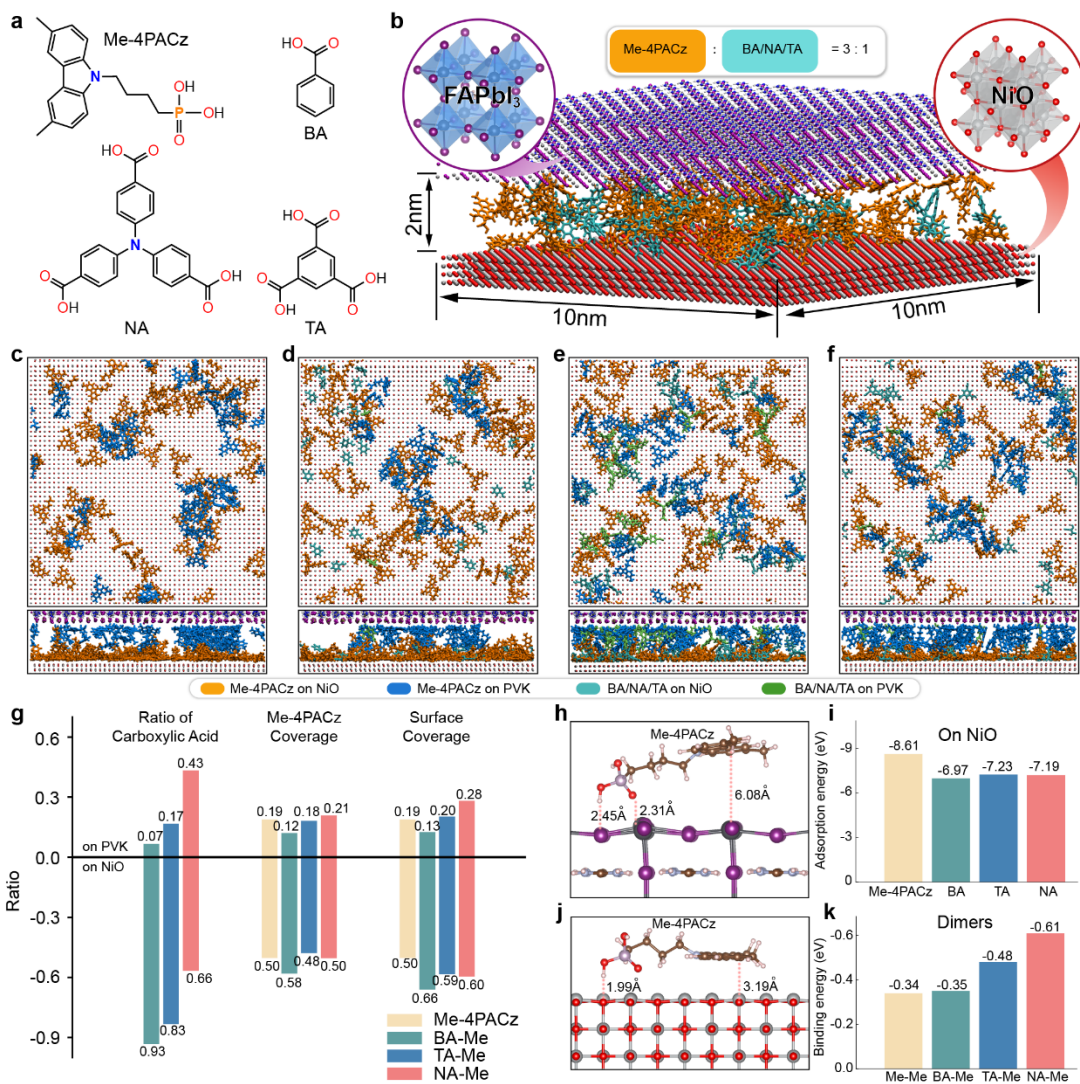 a
Me-4PACz
N
P
OH
OH
O
HO
O
BA
HO
O
N
HO
O
OH
O
NA
HO
O
O
OH
OH
O
TA
b
FAPbI3
Me-4PACz : BA/NA/TA = 3 : 1
NiO
2nm
10nm
10nm
c
d
e
f
Me-4PACz on NiO
Me-4PACz on PVK
BA/NA/TA on NiO
BA/NA/TA on PVK
g
Ratio of
Carboxylic Acid
Me-4PACz
Coverage
Surface
Coverage
Ratio
0.6
0.3
0.0
-0.3
-0.6
-0.9
on PVK
on NiO
0.07
0.17
0.43
0.19
0.12
0.18
0.21
0.19
0.13
0.20
0.28
0.93
0.83
0.66
0.50
0.58
0.48
0.50
0.50
0.66
0.59
0.60
Me-4PACz
BA-Me
TA-Me
NA-Me
h
Me-4PACz
2.45Å
2.31Å
6.08Å
i
On NiO
Adsorption energy (eV)
-9
-6
-3
0
-8.61
-6.97
-7.23
-7.19
Me-4PACz
BA
TA
NA
j
Me-4PACz
1.99Å
3.19Å
k
Dimers
Binding energy (eV)
-0.6
-0.4
-0.2
0.0
-0.34
-0.35
-0.48
-0.61
Me-Me
BA-Me
TA-Me
NA-Me